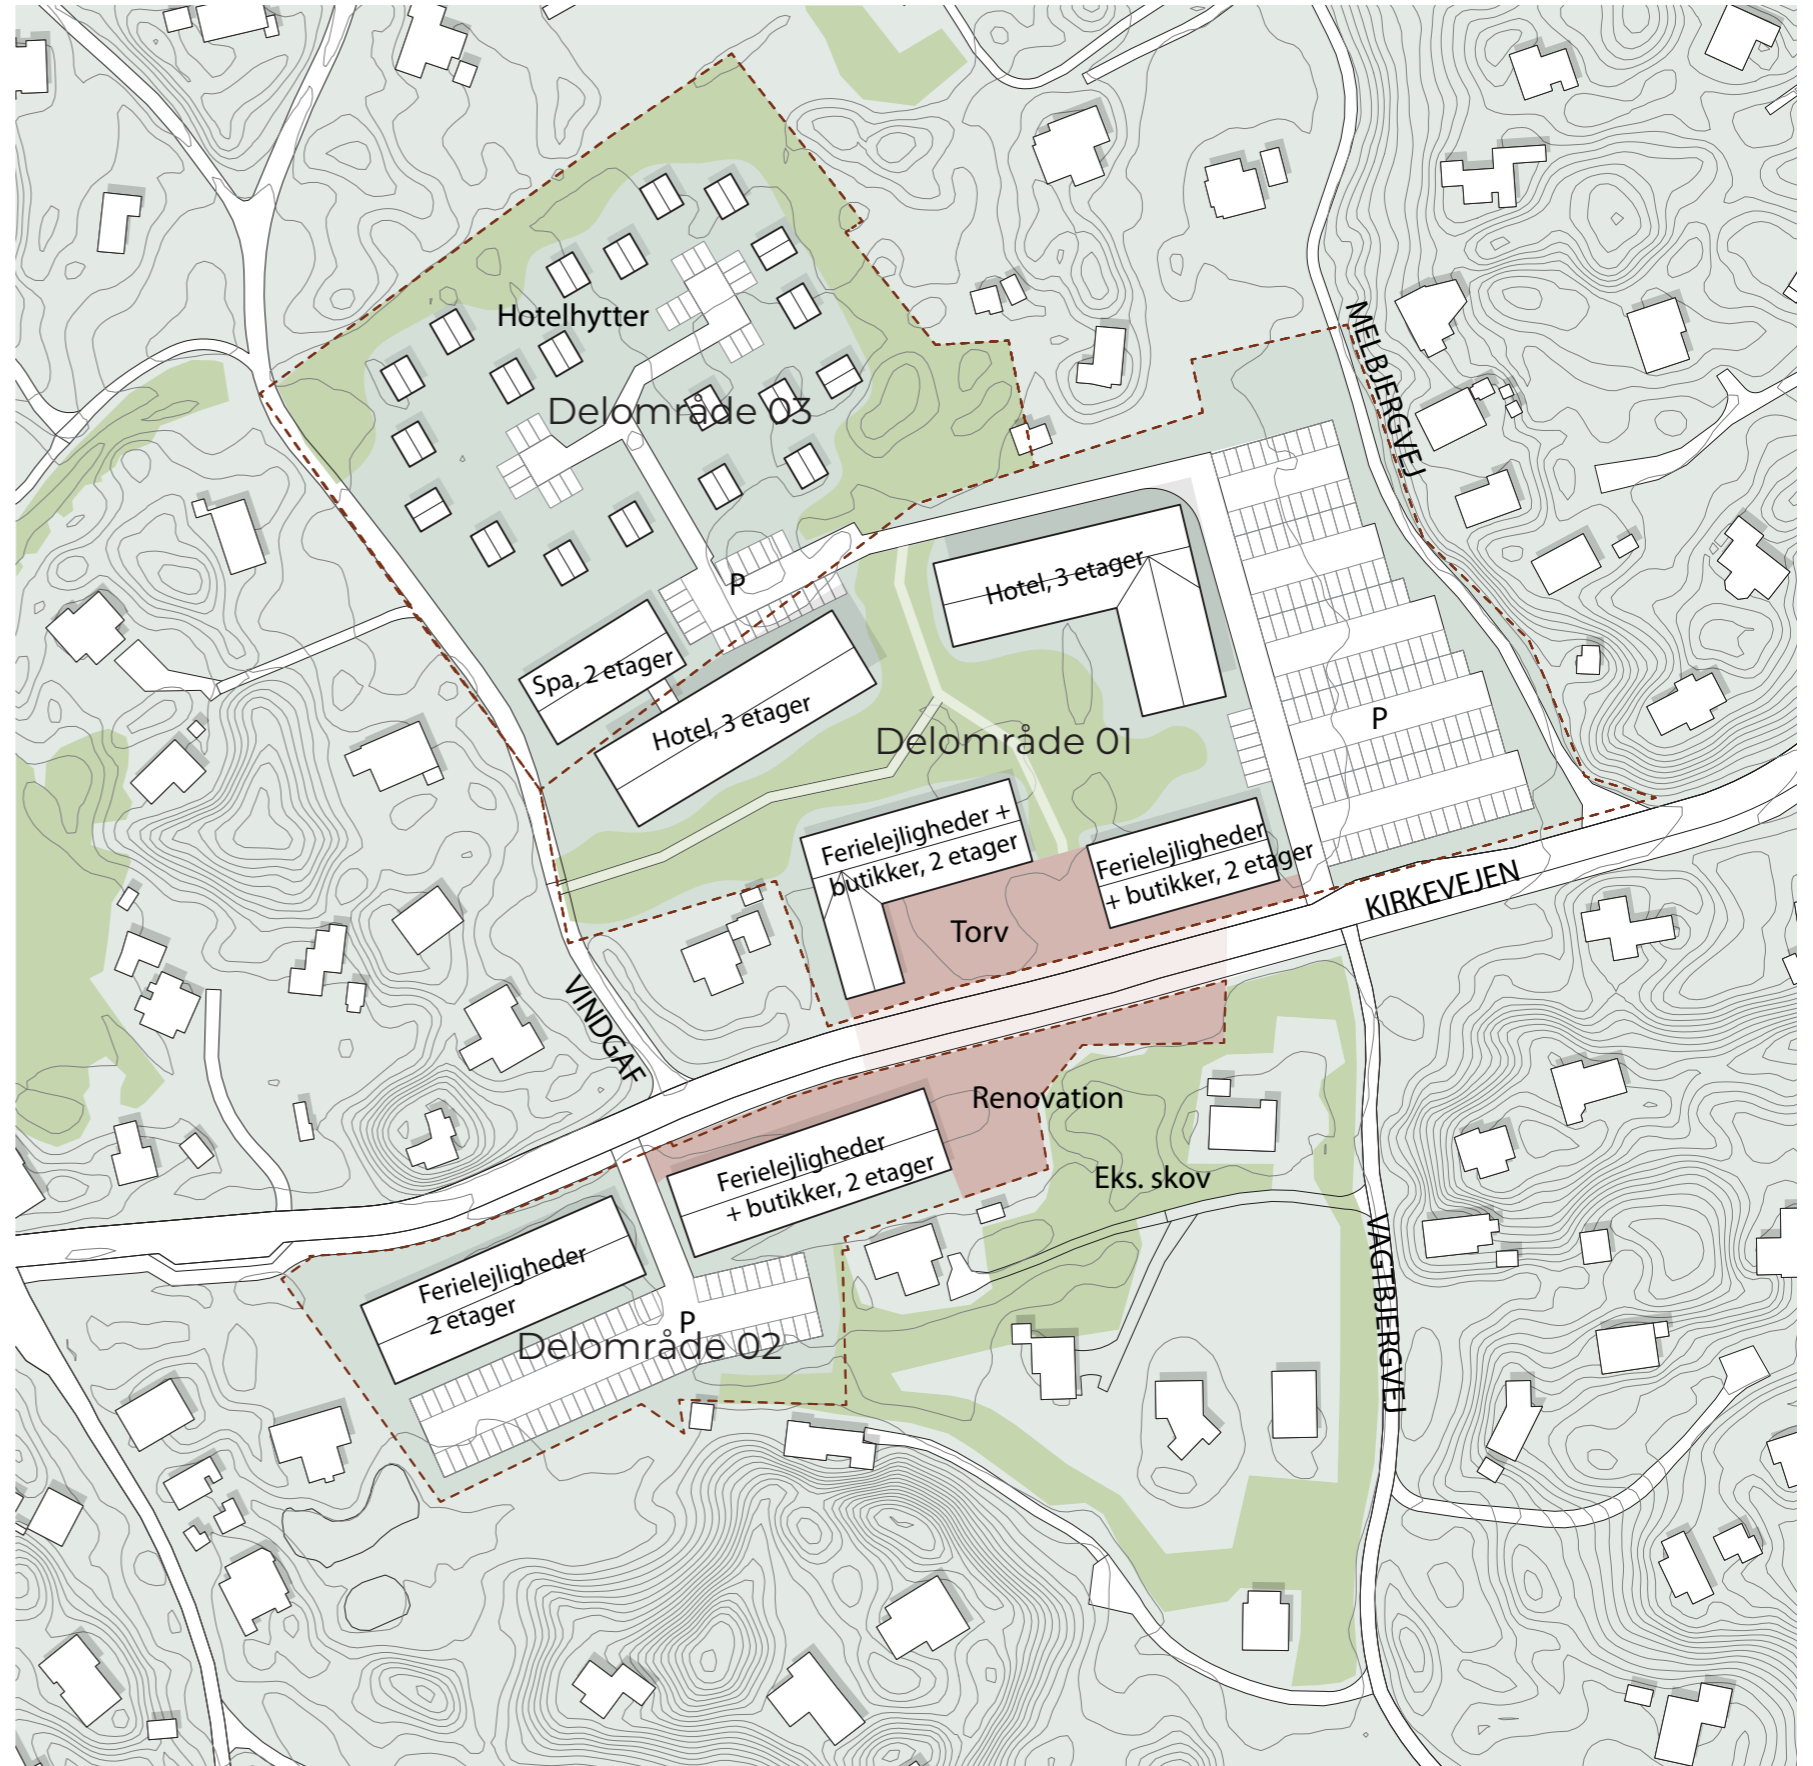 Hotelhytter
MELBJERGVEJ
Delområde 03
Hotel, 3 etager
P
Spa, 2 etager
Hotel, 3 etager
P
Delområde 01
Ferielejligheder +
butikker, 2 etager
Ferielejligheder
+ butikker, 2 etager
KIRKEVEJEN
Torv
VINDGAF
Renovation
Ferielejligheder
+ butikker, 2 etager
Eks. skov
Ferielejligheder
2 etager
P
Delområde 02
VAGTBJERGVEJ